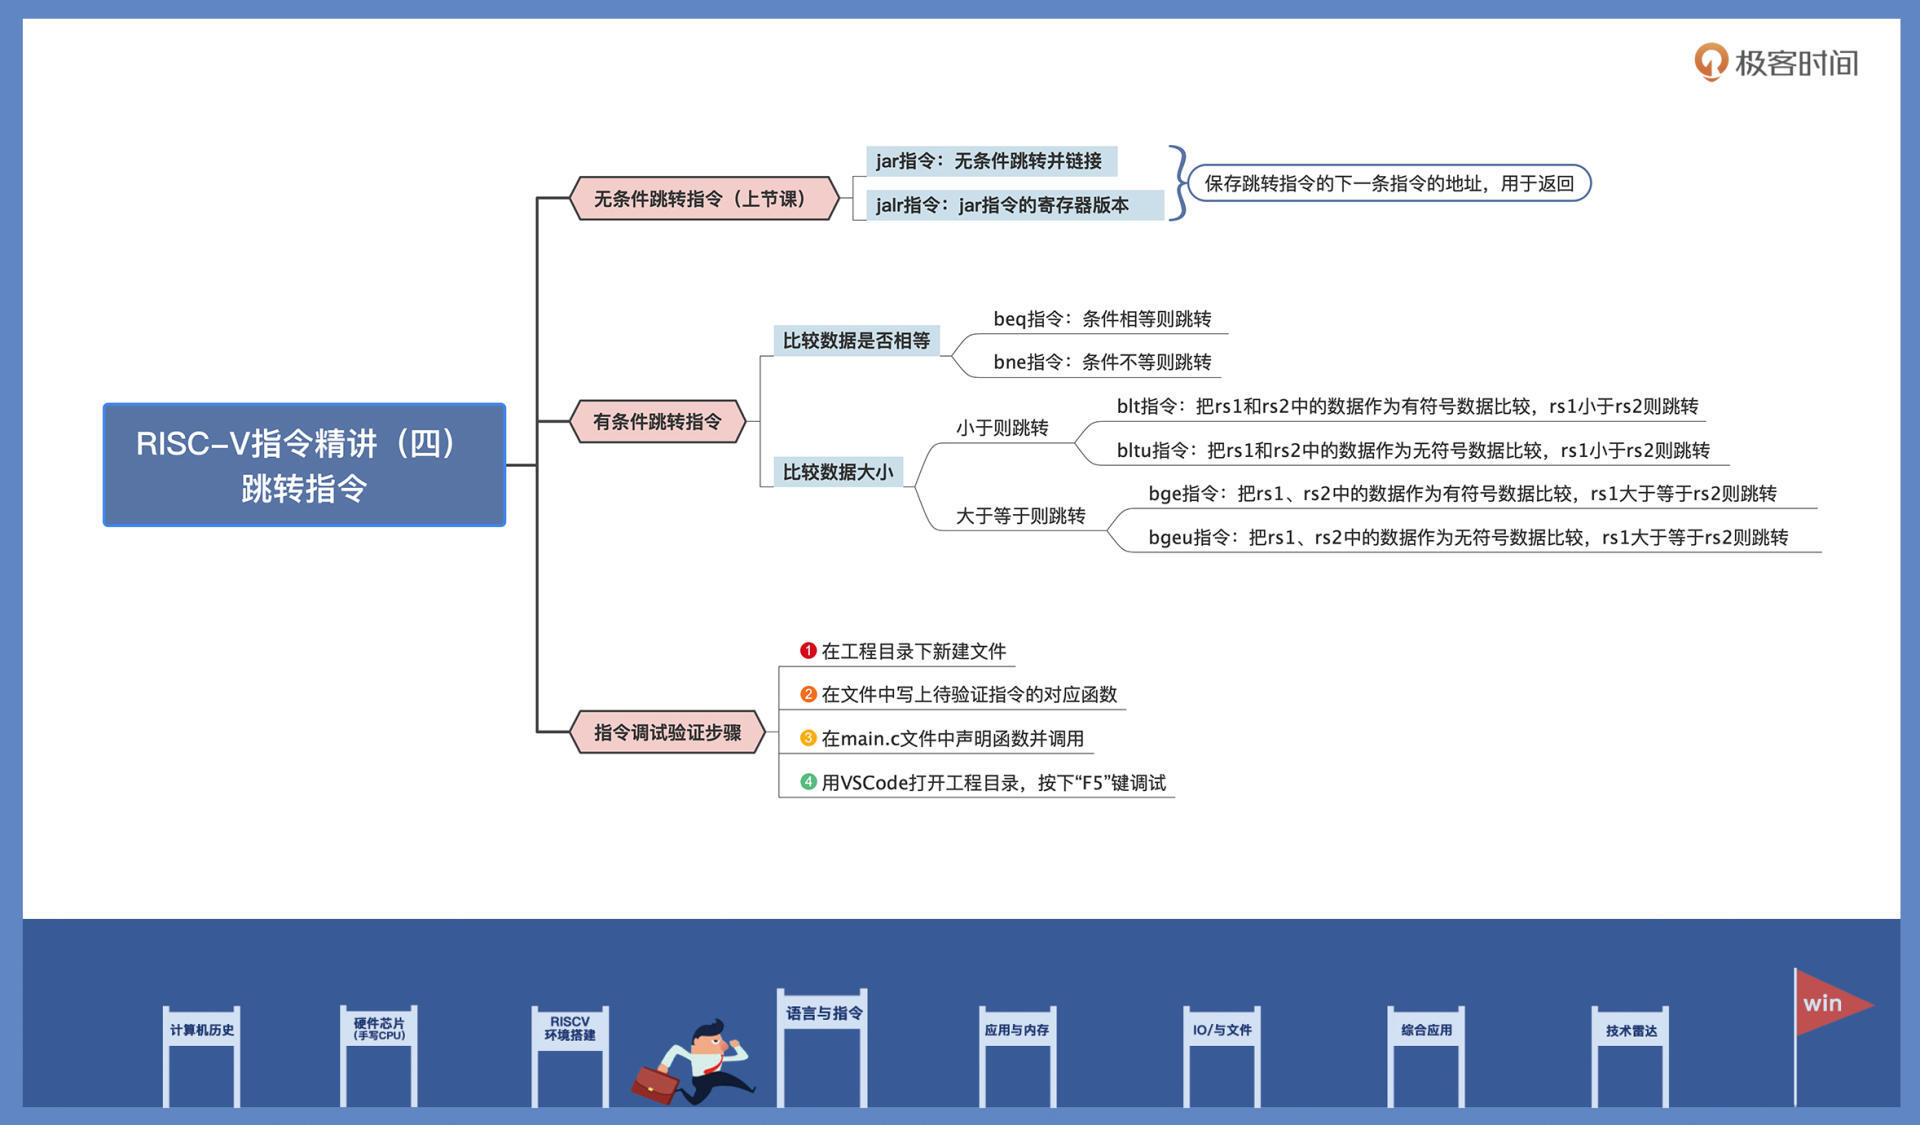 极客时间
RISC-V指令精讲（四）
跳转指令
无条件跳转指令（上节课）
jar指令：无条件跳转并链接
jalr指令：jar指令的寄存器版本
保存跳转指令的下一条指令的地址，用于返回
有条件跳转指令
比较数据是否相等
beq指令：条件相等则跳转
bne指令：条件不等则跳转
比较数据大小
小于则跳转
blt指令：把rs1和rs2中的数据作为有符号数据比较，rs1小于rs2则跳转
bltu指令：把rs1和rs2中的数据作为无符号数据比较，rs1小于rs2则跳转
大于等于则跳转
bge指令：把rs1、rs2中的数据作为有符号数据比较，rs1大于等于rs2则跳转
bgeu指令：把rs1、rs2中的数据作为无符号数据比较，rs1大于等于rs2则跳转
指令调试验证步骤
1 在工程目录下新建文件
2 在文件中写上待验证指令的对应函数
3 在main.c文件中声明函数并调用
4 用VSCode打开工程目录，按下“F5”键调试
计算机历史
硬件芯片
(手写CPU)
RISCV
环境搭建
语言与指令
应用与内存
IO/与文件
综合应用
技术雷达
win